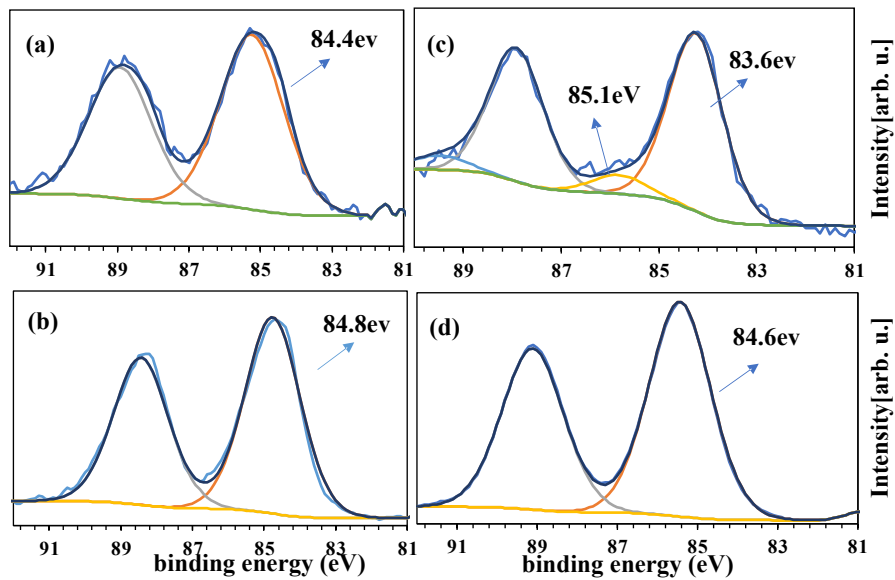 (a)
84.4ev
91 89 87 85 83 81
(c)
85.1eV
83.6ev
89 87 85 83 81
Intensity[arb. u.]
(b)
84.8ev
91 89 87 85 83 81
binding energy (eV)
(d)
84.6ev
91 89 87 85 83 81
binding energy (eV)
Intensity[arb. u.]